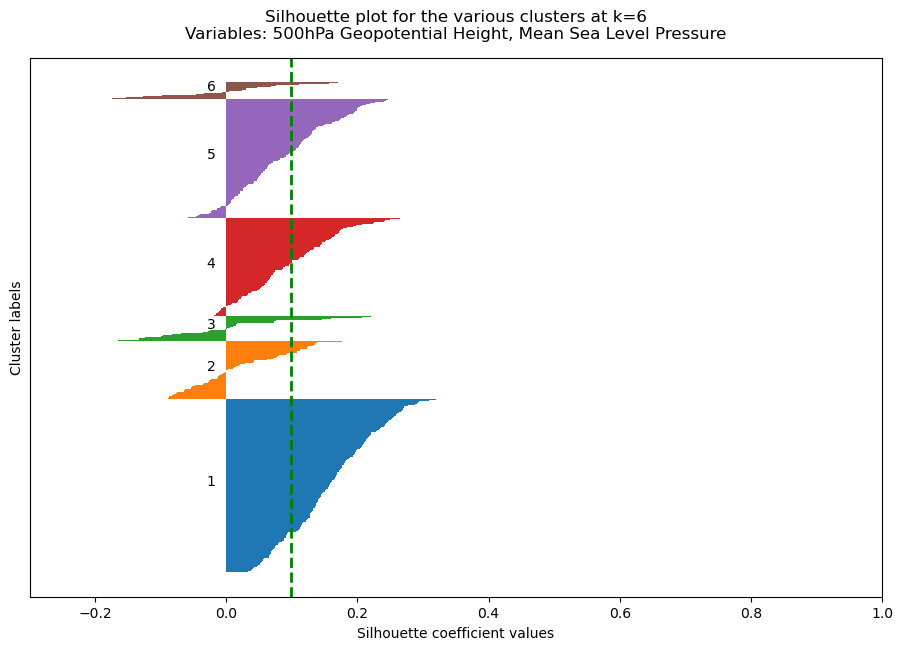 Silhouette plot for the various clusters at k=6
Variables: 500hPa Geopotential Height, Mean Sea Level Pressure
6
5
4
3
2
1
Cluster labels
−0.2 0.0 0.2 0.4 0.6 0.8 1.0
Silhouette coefficient values